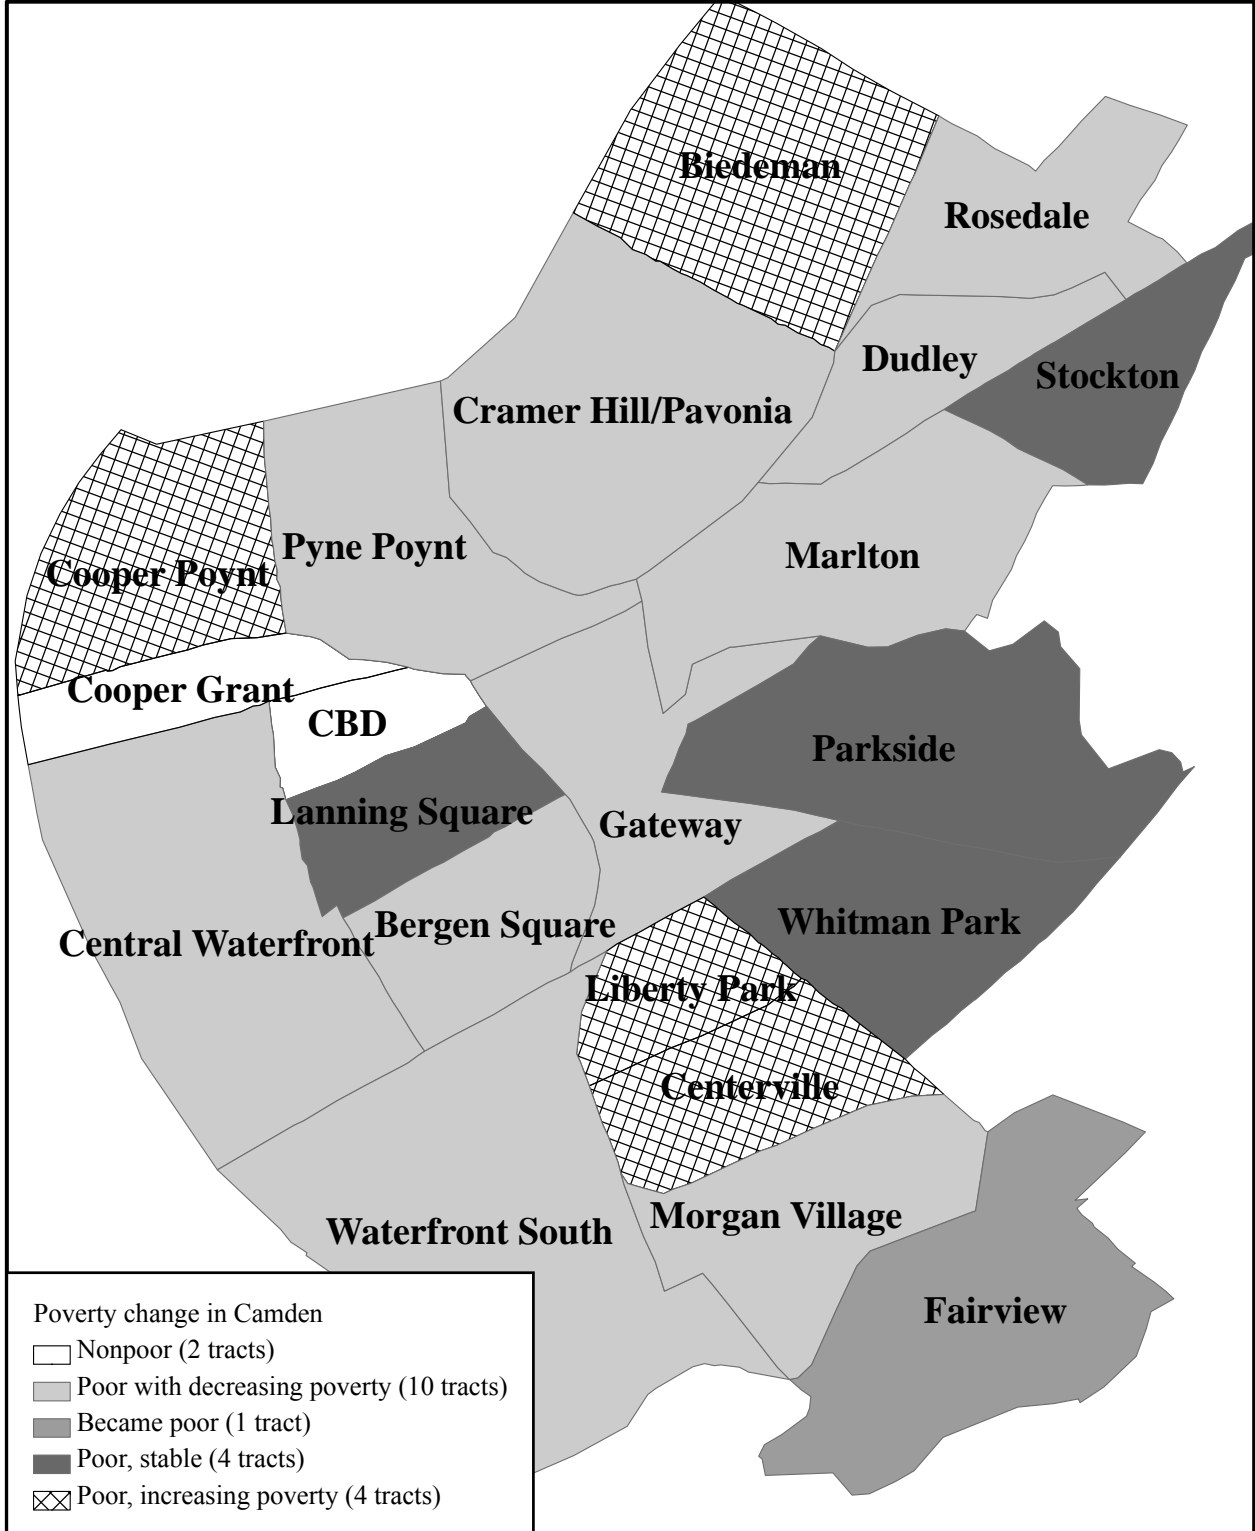 Biedeman
Rosedale
Dudley
Stockton
Cramer Hill/Pavonia
Pyne Poynt
Marlton
Cooper Poynt
Cooper Grant
CBD
Parkside
Lanning Square
Gateway
Whitman Park
Bergen Square
Central Waterfront
Liberty Park
Centerville
Morgan Village
Waterfront South
Fairview
Poverty change in Camden
Nonpoor (2 tracts)
Poor with decreasing poverty (10 tracts)
Became poor (1 tract)
Poor, stable (4 tracts)
Poor, increasing poverty (4 tracts)